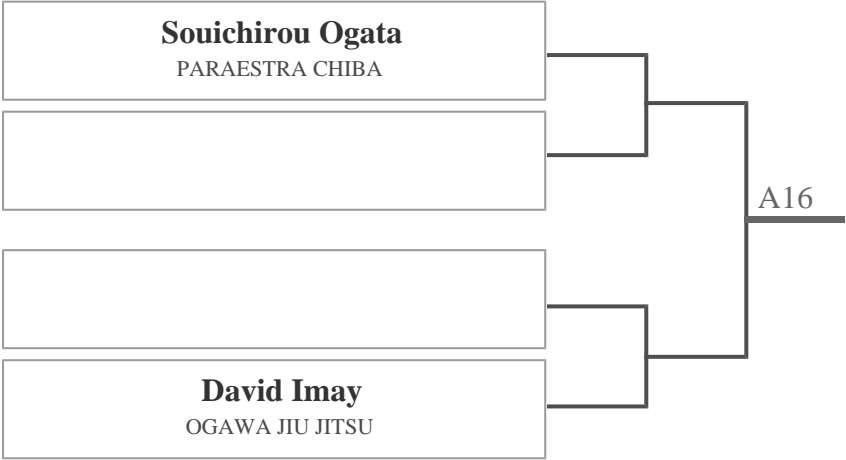 Souichirou Ogata
PARAESTRA CHIBA
A16
David Imay
OGAWA JIU JITSU